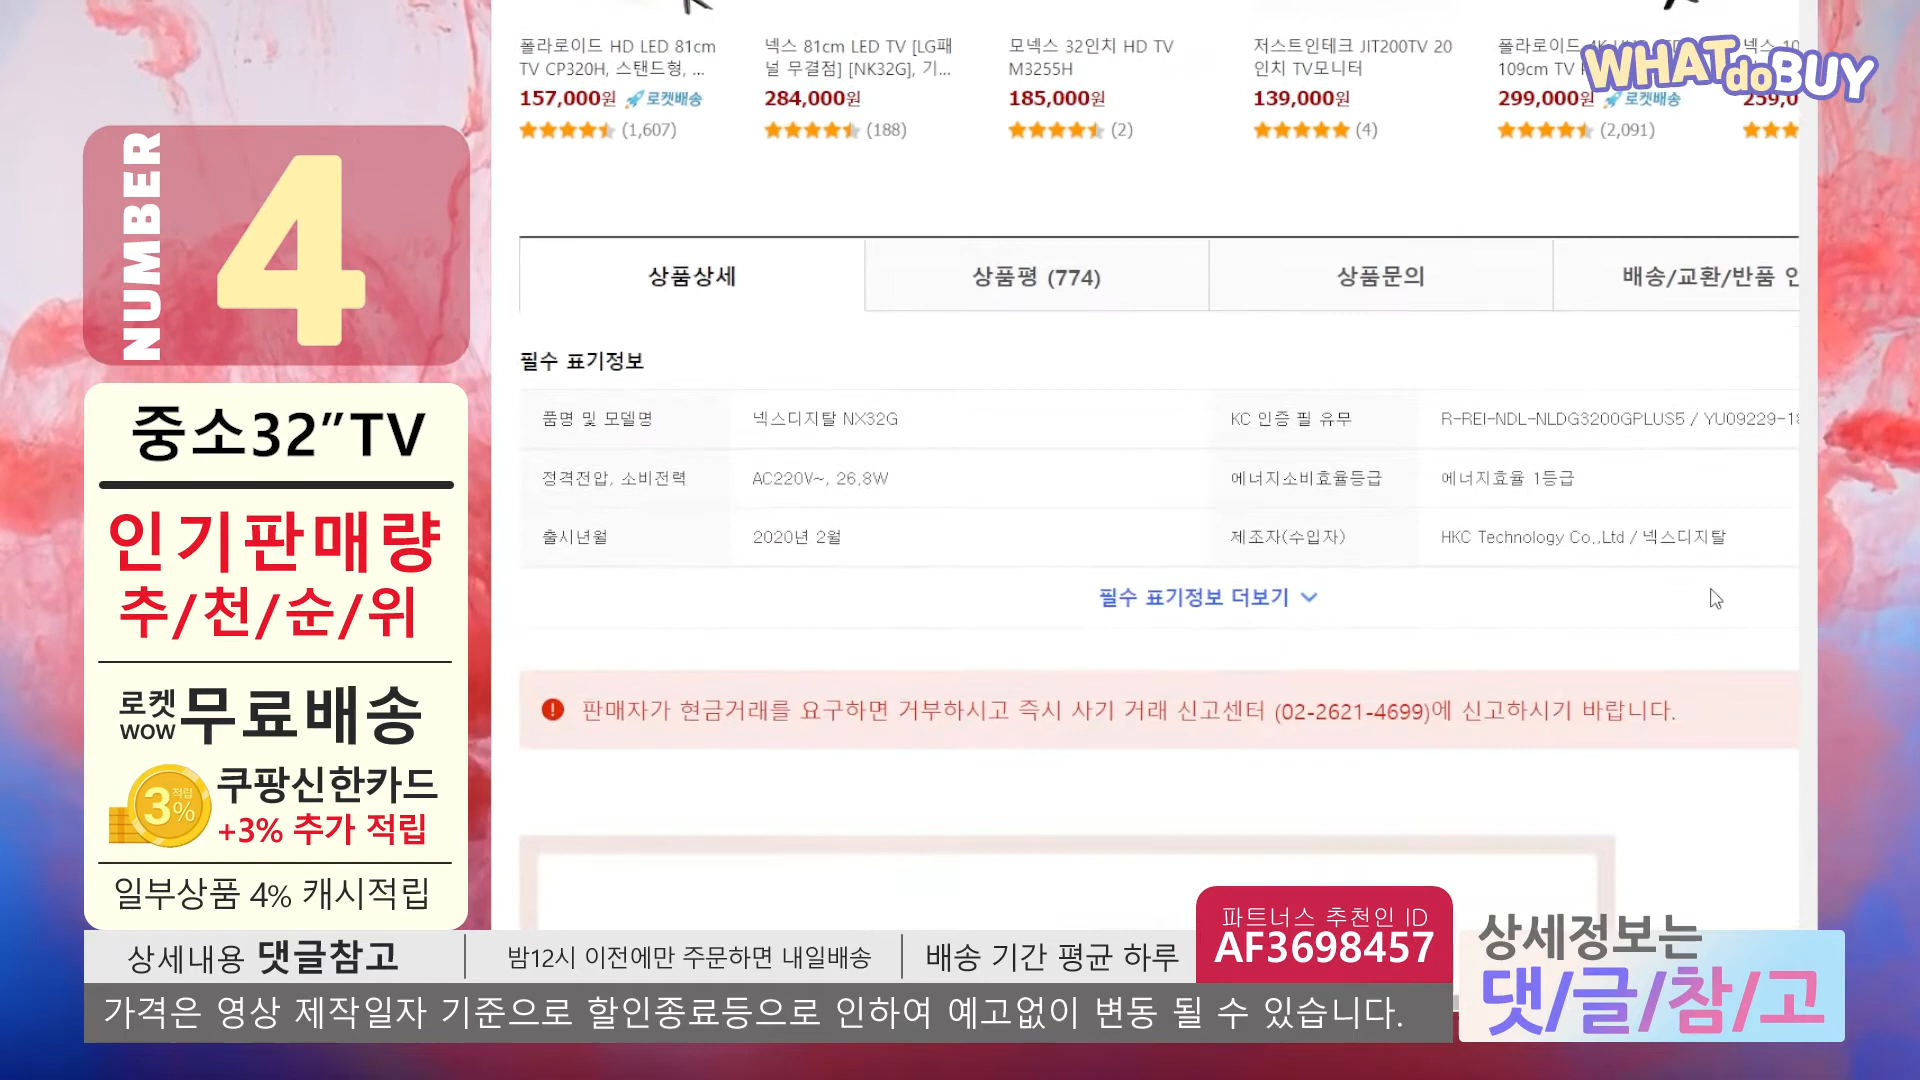 폴라로이드 HD LED 81cm
TV CP320H, 스탠드형, ...
157,000원 로켓배송
(1,607)
넥스 81cm LED TV [LG패
널 무결점] [NK32G], 기...
284,000원
(188)
모넥스 32인치 HD TV
M3255H
185,000원
(2)
저스트인테크 JIT200TV 20
인치 TV모니터
139,000원
(4)
폴라로이드
109cm TV
299,000원 로켓배송
(2,091)
넥스
WHAT do BUY
NUMBER
4
중소32″TV
인기판매량
추/천/순/위
로켓
WOW
무료배송
3% 적립
쿠팡신한카드
+3% 추가 적립
일부상품 4% 캐시적립
상품상세
상품평 (774)
상품문의
배송/교환/반품
필수 표기정보
품명 및 모델명
넥스디지탈 NX32G
KC 인증 필 유무
R-REI-NDL-NLDG3200GPLUS5 / YU09229-18
정격전압, 소비전력
AC220V~, 26.8W
에너지소비효율등급
에너지효율 1등급
출시년월
2020년 2월
제조자(수입자)
HKC Technology Co.,Ltd / 넥스디지탈
필수 표기정보 더보기
판매자가 현금거래를 요구하면 거부하시고 즉시 사기 거래 신고센터 (02-2621-4699)에 신고하시기 바랍니다.
상세내용 댓글참고
밤12시 이전에만 주문하면 내일배송
배송 기간 평균 하루
파트너스 추천인 ID
AF3698457
상세정보는
댓/글/참/고
가격은 영상 제작일자 기준으로 할인종료등으로 인하여 예고없이 변동 될 수 있습니다.